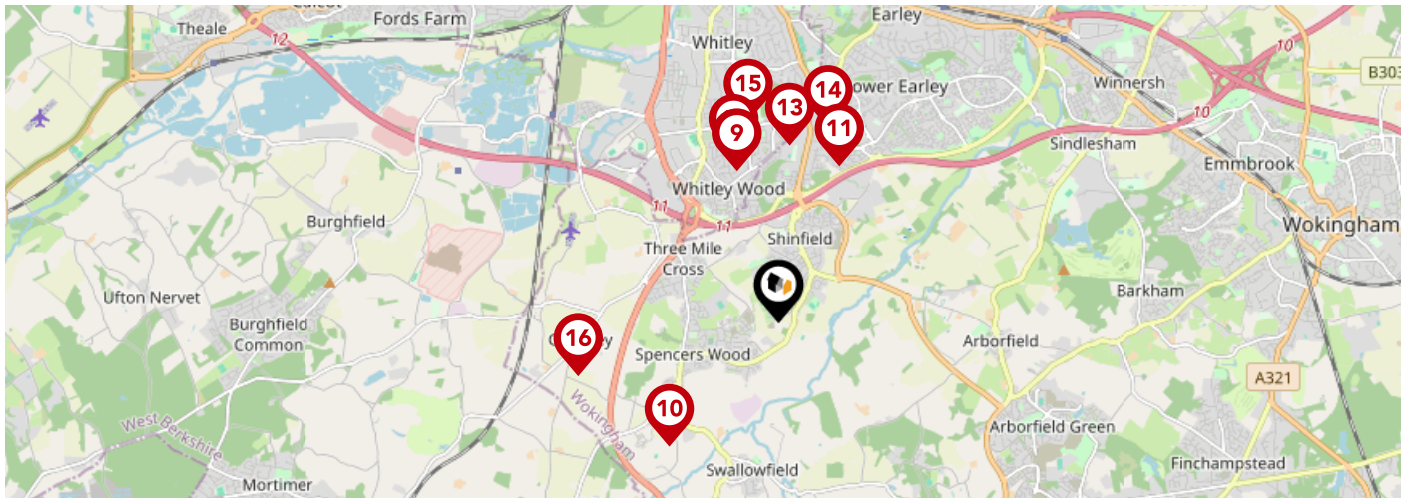 Fords Farm
Earley
Theale
12
Whitley
10
Winnersh
B303
15
14
ower Earley
13
9
11
10
Sindlesham
Emmbrook
Whitley Wood
11
11
Burghfield
Wokingham
Shinfield
Three Mile
Cross
Ufton Nervet
Barkham
Burghfield
Common
16
Spencers Wood
Arborfield
A321
Wokingham
10
West Berkshire
Arborfield Green
Swallowfield
Finchampstead
Mortimer